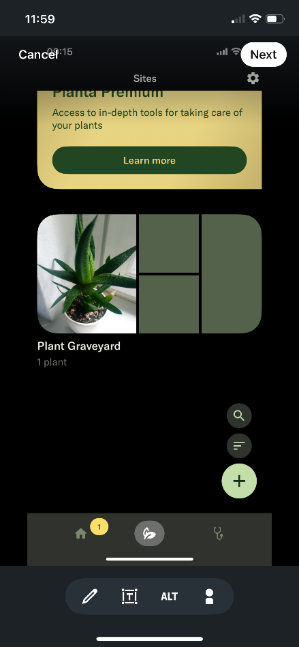 11:59
Cancel
Next
Sites
Planta Premium
Access to in-depth tools for taking care of
your plants
Learn more
Plant Graveyard
1 plant
1
ALT